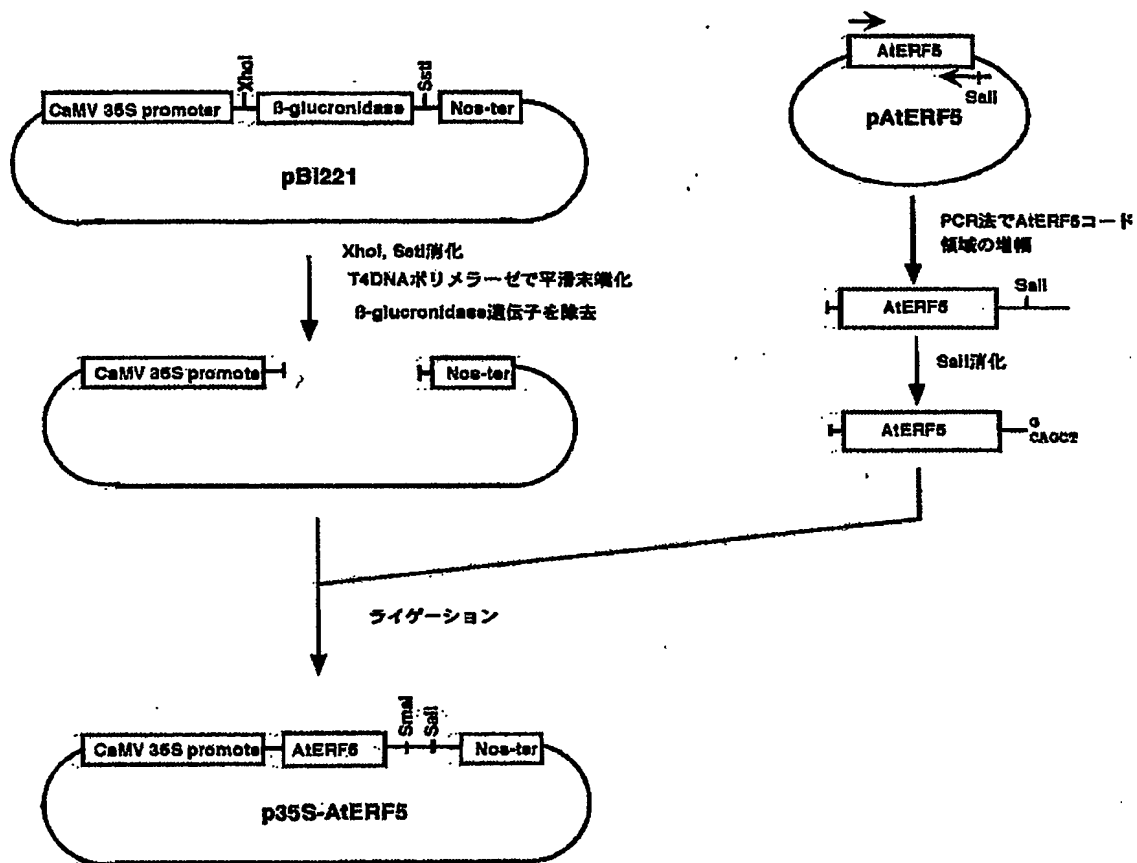 XhoI
SstI
CaMV 35S promoter
β-glucronidase
Nos-ter
pBI221
AtERF5
SalI
pAtERF5
XhoI, SstI消化
T4DNAポリメラーゼで平滑末端化
β-glucronidase遺伝子を除去
PCR法でAtERF5コード
領域の増幅
SalI
AtERF5
SalI消化
CaMV 35S promote
Nos-ter
AtERF5
G
CAGCT
ライゲーション
SmaI
SalI
CaMV 35S promote
AtERF5
Nos-ter
p35S-AtERF5